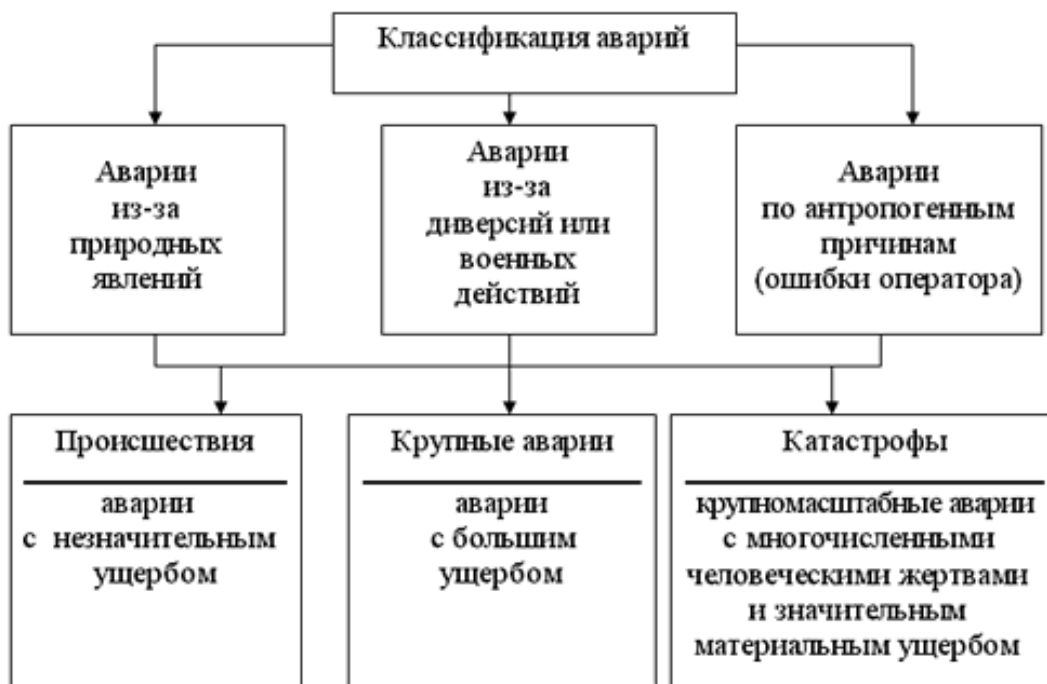 Классификация аварий
Аварии
из-за
природных
явлений
Аварии
из-за
диверсий или
военных
действий
Аварии
по антропогенным
причинам
(ошибки оператора)
Происшествия
аварии
с незначительным
ущербом
Крупные аварии
аварии
с большим
ущербом
Катастрофы
крупномасштабные аварии
с многочисленными
человеческими жертвами
и значительным
материальным ущербом